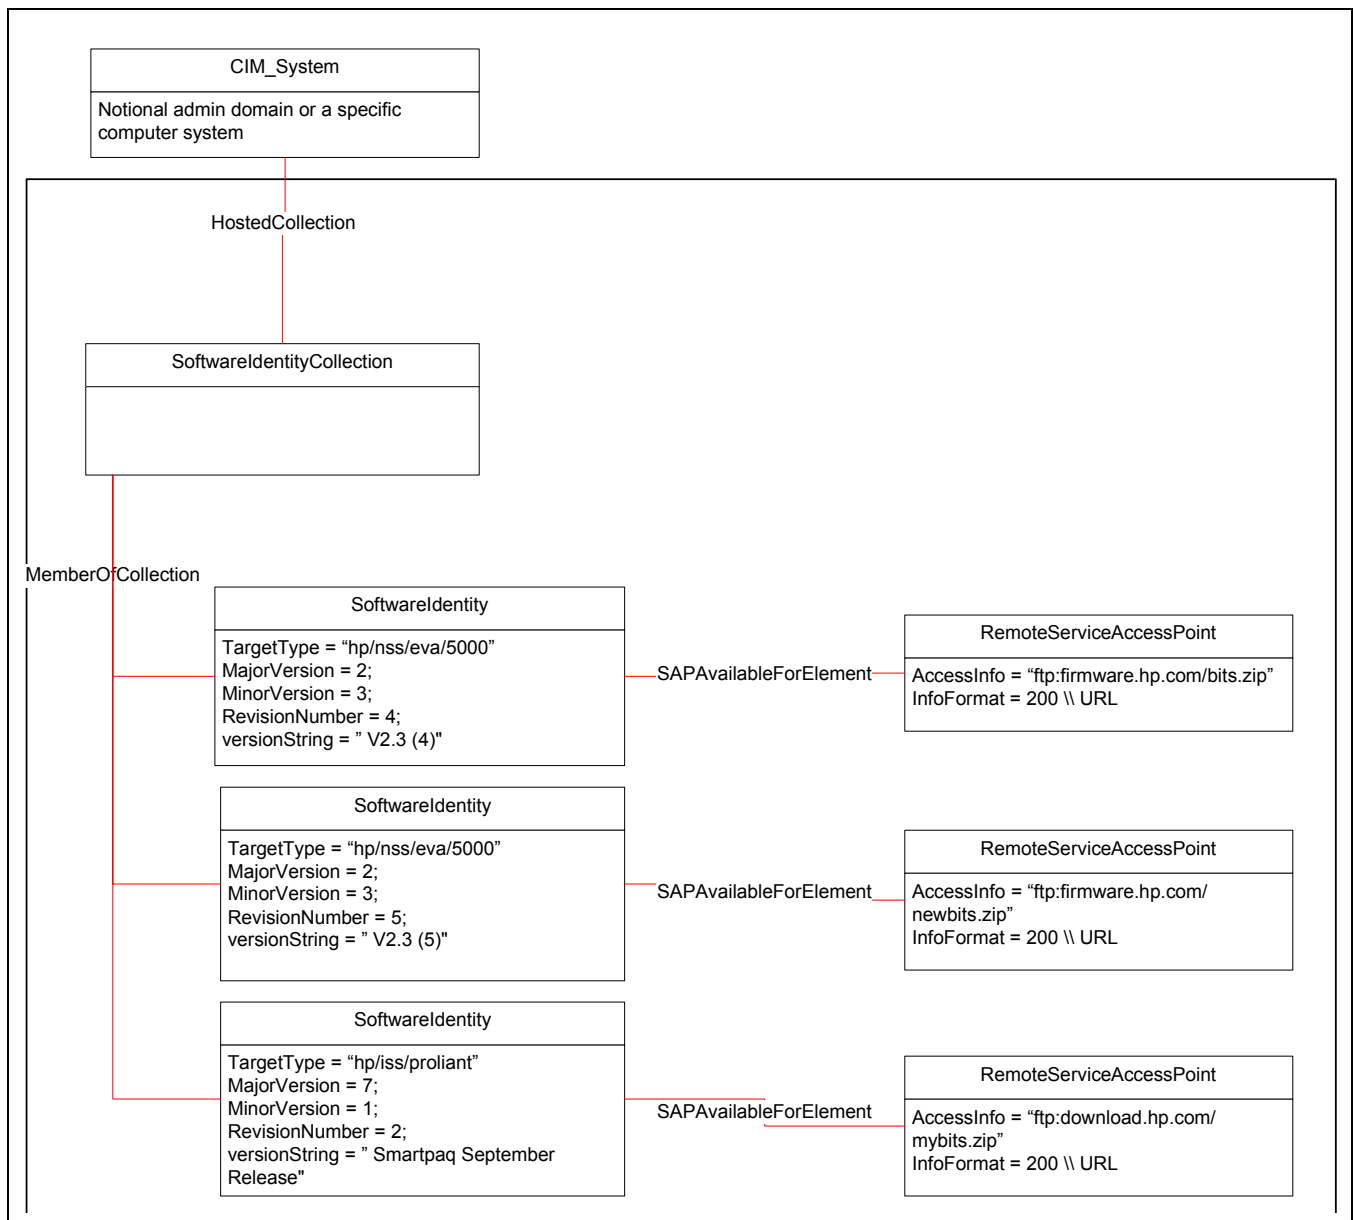 CIM_System
Notional admin domain or a specific
computer system
HostedCollection
SoftwareIdentityCollection
MemberOfCollection
SoftwareIdentity
TargetType = “hp/nss/eva/5000”
MajorVersion = 2;
MinorVersion = 3;
RevisionNumber = 4;
versionString = " V2.3 (4)"
SAPAvailableForElement
RemoteServiceAccessPoint
AccessInfo = “ftp:firmware.hp.com/bits.zip”
InfoFormat = 200 \\ URL
SoftwareIdentity
TargetType = “hp/nss/eva/5000”
MajorVersion = 2;
MinorVersion = 3;
RevisionNumber = 5;
versionString = " V2.3 (5)"
SAPAvailableForElement
RemoteServiceAccessPoint
AccessInfo = “ftp:firmware.hp.com/
newbits.zip”
InfoFormat = 200 \\ URL
SoftwareIdentity
TargetType = “hp/iss/proliant”
MajorVersion = 7;
MinorVersion = 1;
RevisionNumber = 2;
versionString = " Smartpaq September
Release"
SAPAvailableForElement
RemoteServiceAccessPoint
AccessInfo = “ftp:download.hp.com/
mybits.zip”
InfoFormat = 200 \\ URL